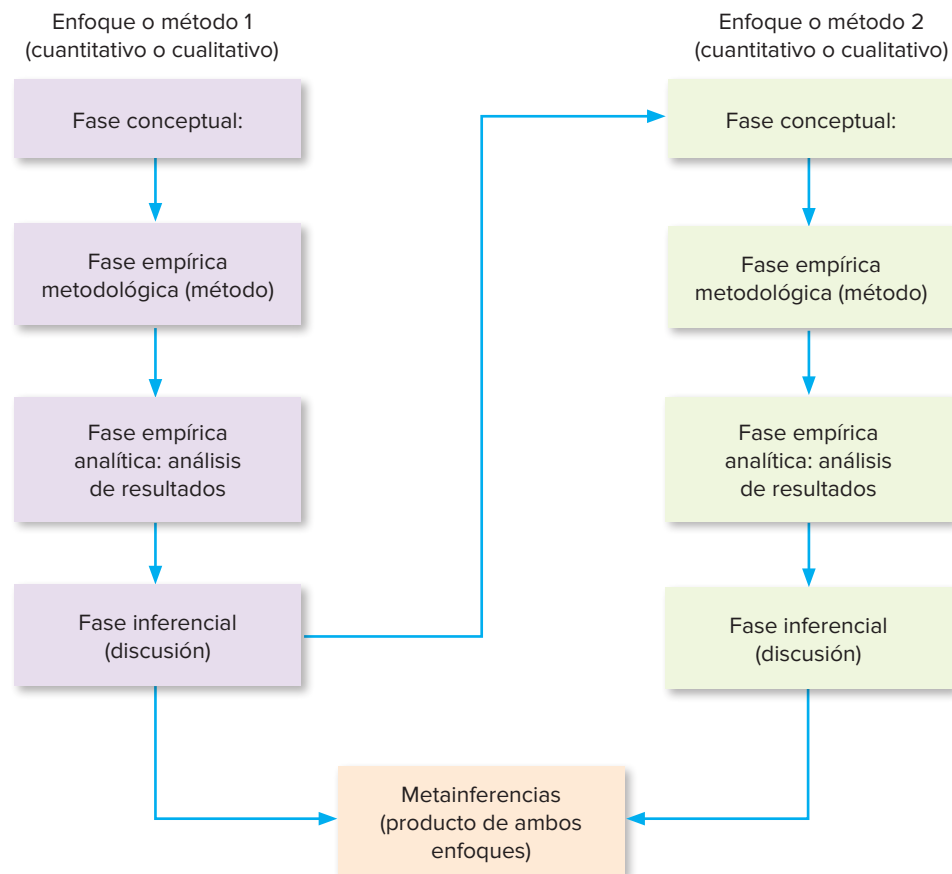 Enfoque o método 1
(cuantitativo o cualitativo)
Fase conceptual:
Fase empírica
metodológica (método)
Fase empírica
analítica: análisis
de resultados
Fase inferencial
(discusión)
Enfoque o método 2
(cuantitativo o cualitativo)
Fase conceptual:
Fase empírica
metodológica (método)
Fase empírica
analítica: análisis
de resultados
Fase inferencial
(discusión)
Metainferencias
(producto de ambos
enfoques)